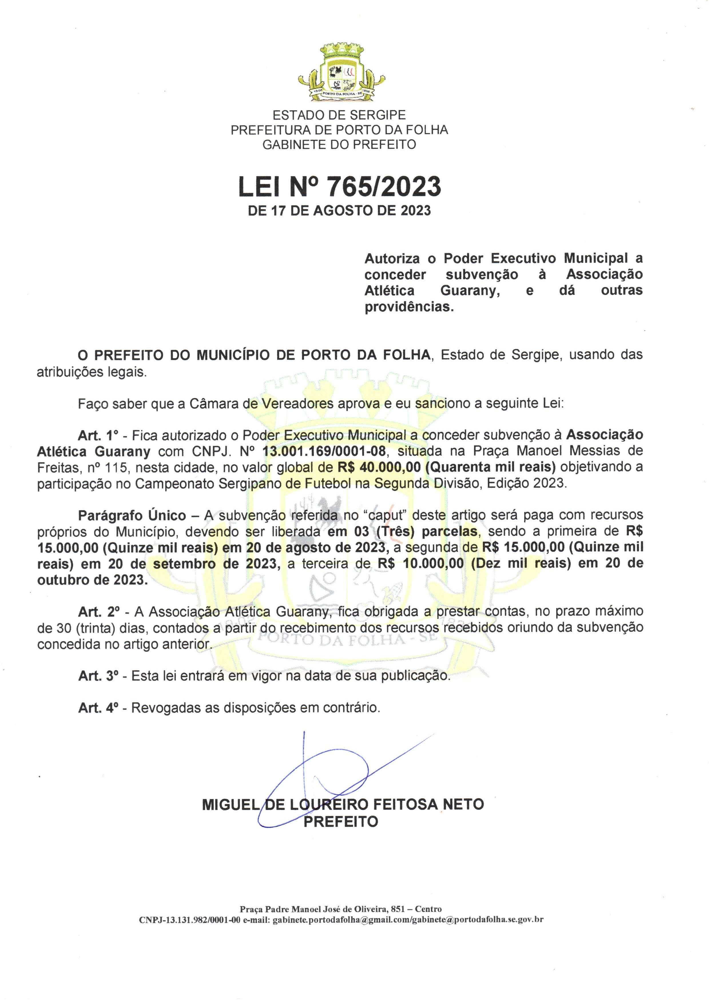 18-02
1838
PORTO DA FOLHA - SE
ESTADO DE SERGIPE
PREFEITURA DE PORTO DA FOLHA
GABINETE DO PREFEITO
LEI Nº 765/2023
DE 17 DE AGOSTO DE 2023
Autoriza o Poder Executivo Municipal a
conceder subvenção à Associação
Atlética Guarany, e dá outras
providências.
O PREFEITO DO MUNICÍPIO DE PORTO DA FOLHA, Estado de Sergipe, usando das
atribuições legais.
Faço saber que a Câmara de Vereadores aprova e eu sanciono a seguinte Lei:
Art. 1° - Fica autorizado o Poder Executivo Municipal a conceder subvenção à Associação
Atlética Guarany com CNPJ. Nº 13.001.169/0001-08, situada na Praça Manoel Messias de
Freitas, nº 115, nesta cidade, no valor global de R$ 40.000,00 (Quarenta mil reais) objetivando a
participação no Campeonato Sergipano de Futebol na Segunda Divisão, Edição 2023.
Parágrafo Único – A subvenção referida no “caput” deste artigo será paga com recursos
próprios do Município, devendo ser liberada em 03 (Três) parcelas, sendo a primeira de R$
15.000,00 (Quinze mil reais) em 20 de agosto de 2023, a segunda de R$ 15.000,00 (Quinze mil
reais) em 20 de setembro de 2023, a terceira de R$ 10.000,00 (Dez mil reais) em 20 de
outubro de 2023.
Art. 2º - A Associação Atlética Guarany, fica obrigada a prestar contas, no prazo máximo
de 30 (trinta) dias, contados a partir do recebimento dos recursos recebidos oriundo da subvenção
concedida no artigo anterior.
18-02
1838
PORTO DA FOLHA - SE
Art. 3º - Esta lei entrará em vigor na data de sua publicação.
Art. 4º - Revogadas as disposições em contrário.
MIGUEL DE LOUREIRO FEITOSA NETO
PREFEITO
Praça Padre Manoel José de Oliveira, 851 – Centro
CNPJ-13.131.982/0001-00 e-mail: gabinete.portodafolha@gmail.com/gabinete@portodafolha.se.gov.br